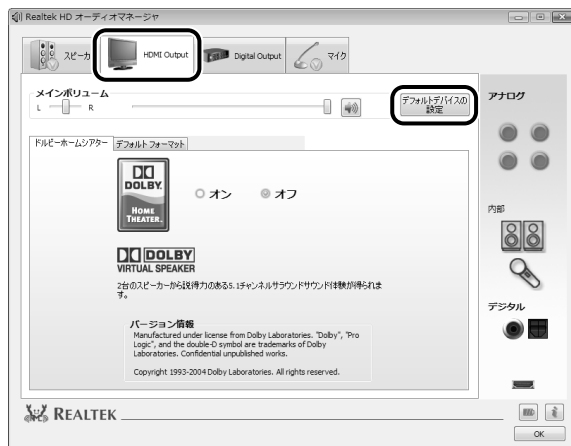 Realtek HD オーディオマネージャ
スピーカ
HDMI Output
Digital Output
マイク
メインボリューム
L
R
デフォルトデバイスの
設定
アナログ
ドルビーホームシアター
デフォルト フォーマット
DOLBY.
HOME
THEATER.
オン
オフ
内部
DOLBY
VIRTUAL SPEAKER
2台のスピーカーから説得力のある5.1チャンネルサラウンドサウンド体験が得られま
す。
デジタル
バージョン情報
Manufactured under license from Dolby Laboratories. "Dolby", "Pro
Logic", and the double-D symbol are trademarks of Dolby
Laboratories. Confidential unpublished works.
Copyright 1993-2004 Dolby Laboratories. All rights reserved.
REALTEK
OK